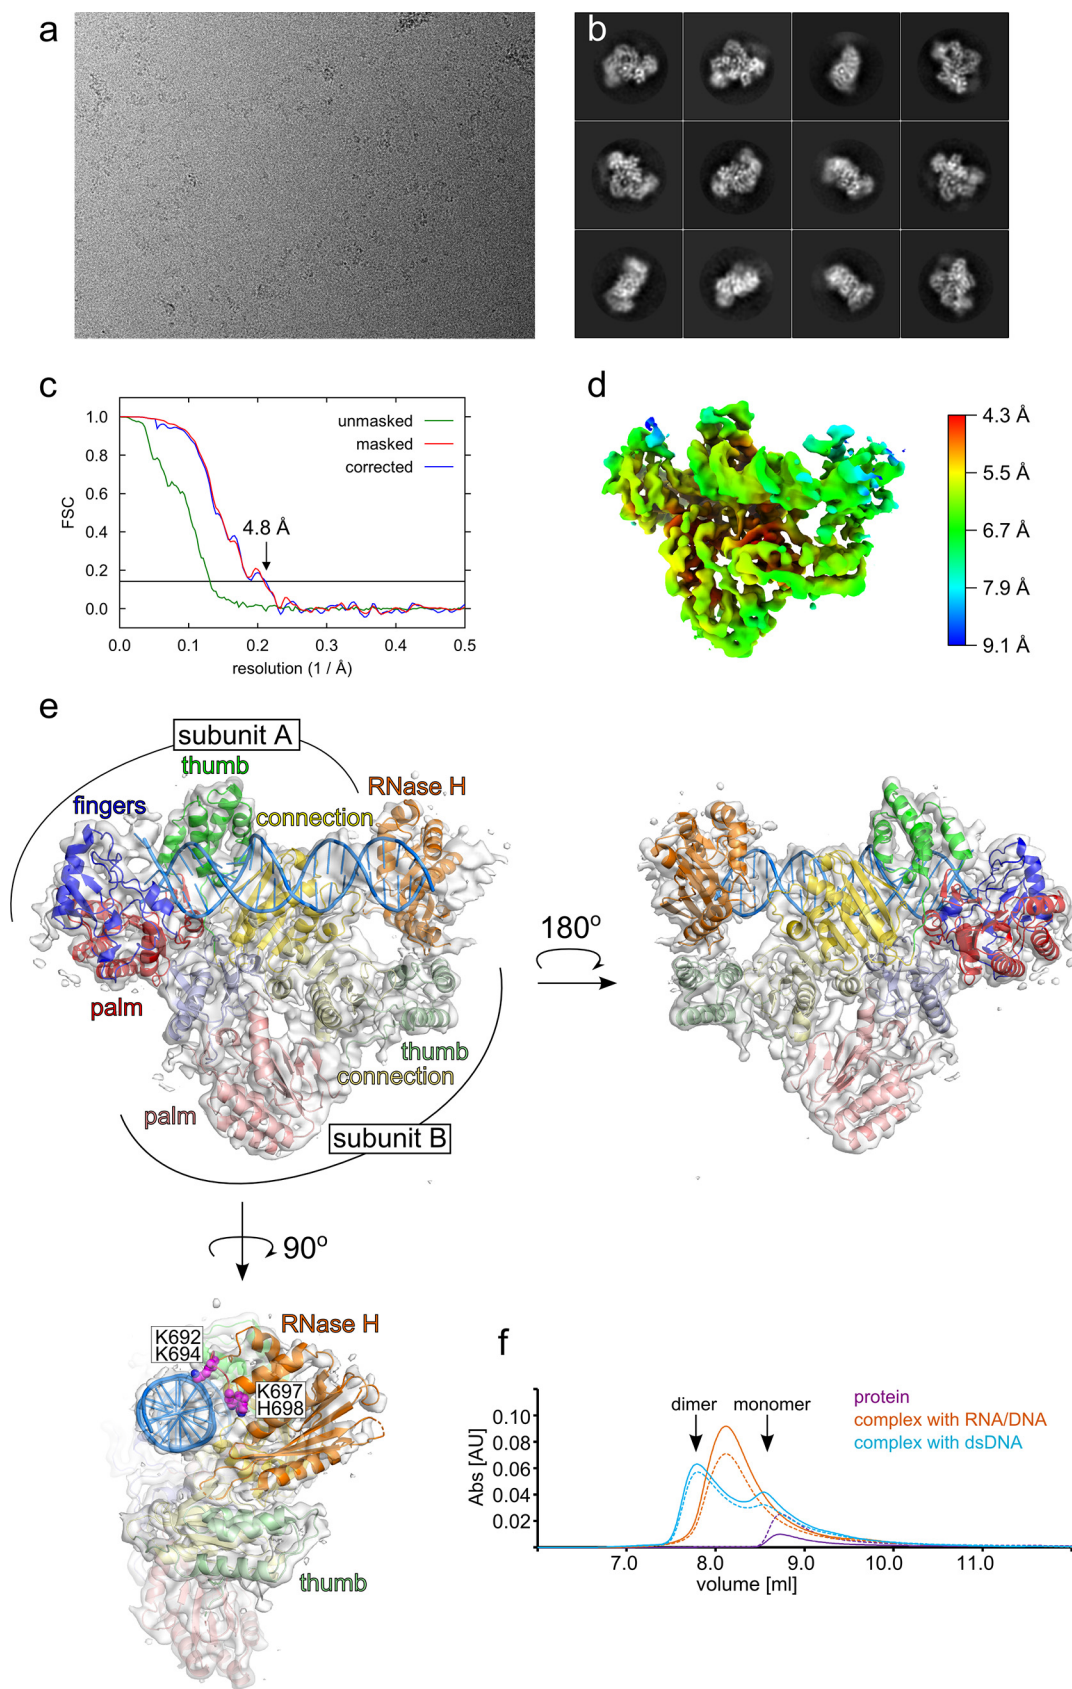 a
b
c
1.0
0.8
0.6
0.4
0.2
0.0
FSC
unmasked
masked
corrected
4.8 Å
0.0 0.1 0.2 0.3 0.4 0.5
resolution (1 / Å)
d
4.3 Å
5.5 Å
6.7 Å
7.9 Å
9.1 Å
e
subunit A
thumb
RNase H
fingers
connection
palm
thumb
connection
palm
subunit B
180º
90º
RNase H
K692
K694
K697
H698
thumb
f
dimer
monomer
protein
complex with RNA/DNA
complex with dsDNA
0.10
0.08
0.06
0.04
0.02
Abs [AU]
7.0 8.0 9.0 10.0 11.0
volume [ml]